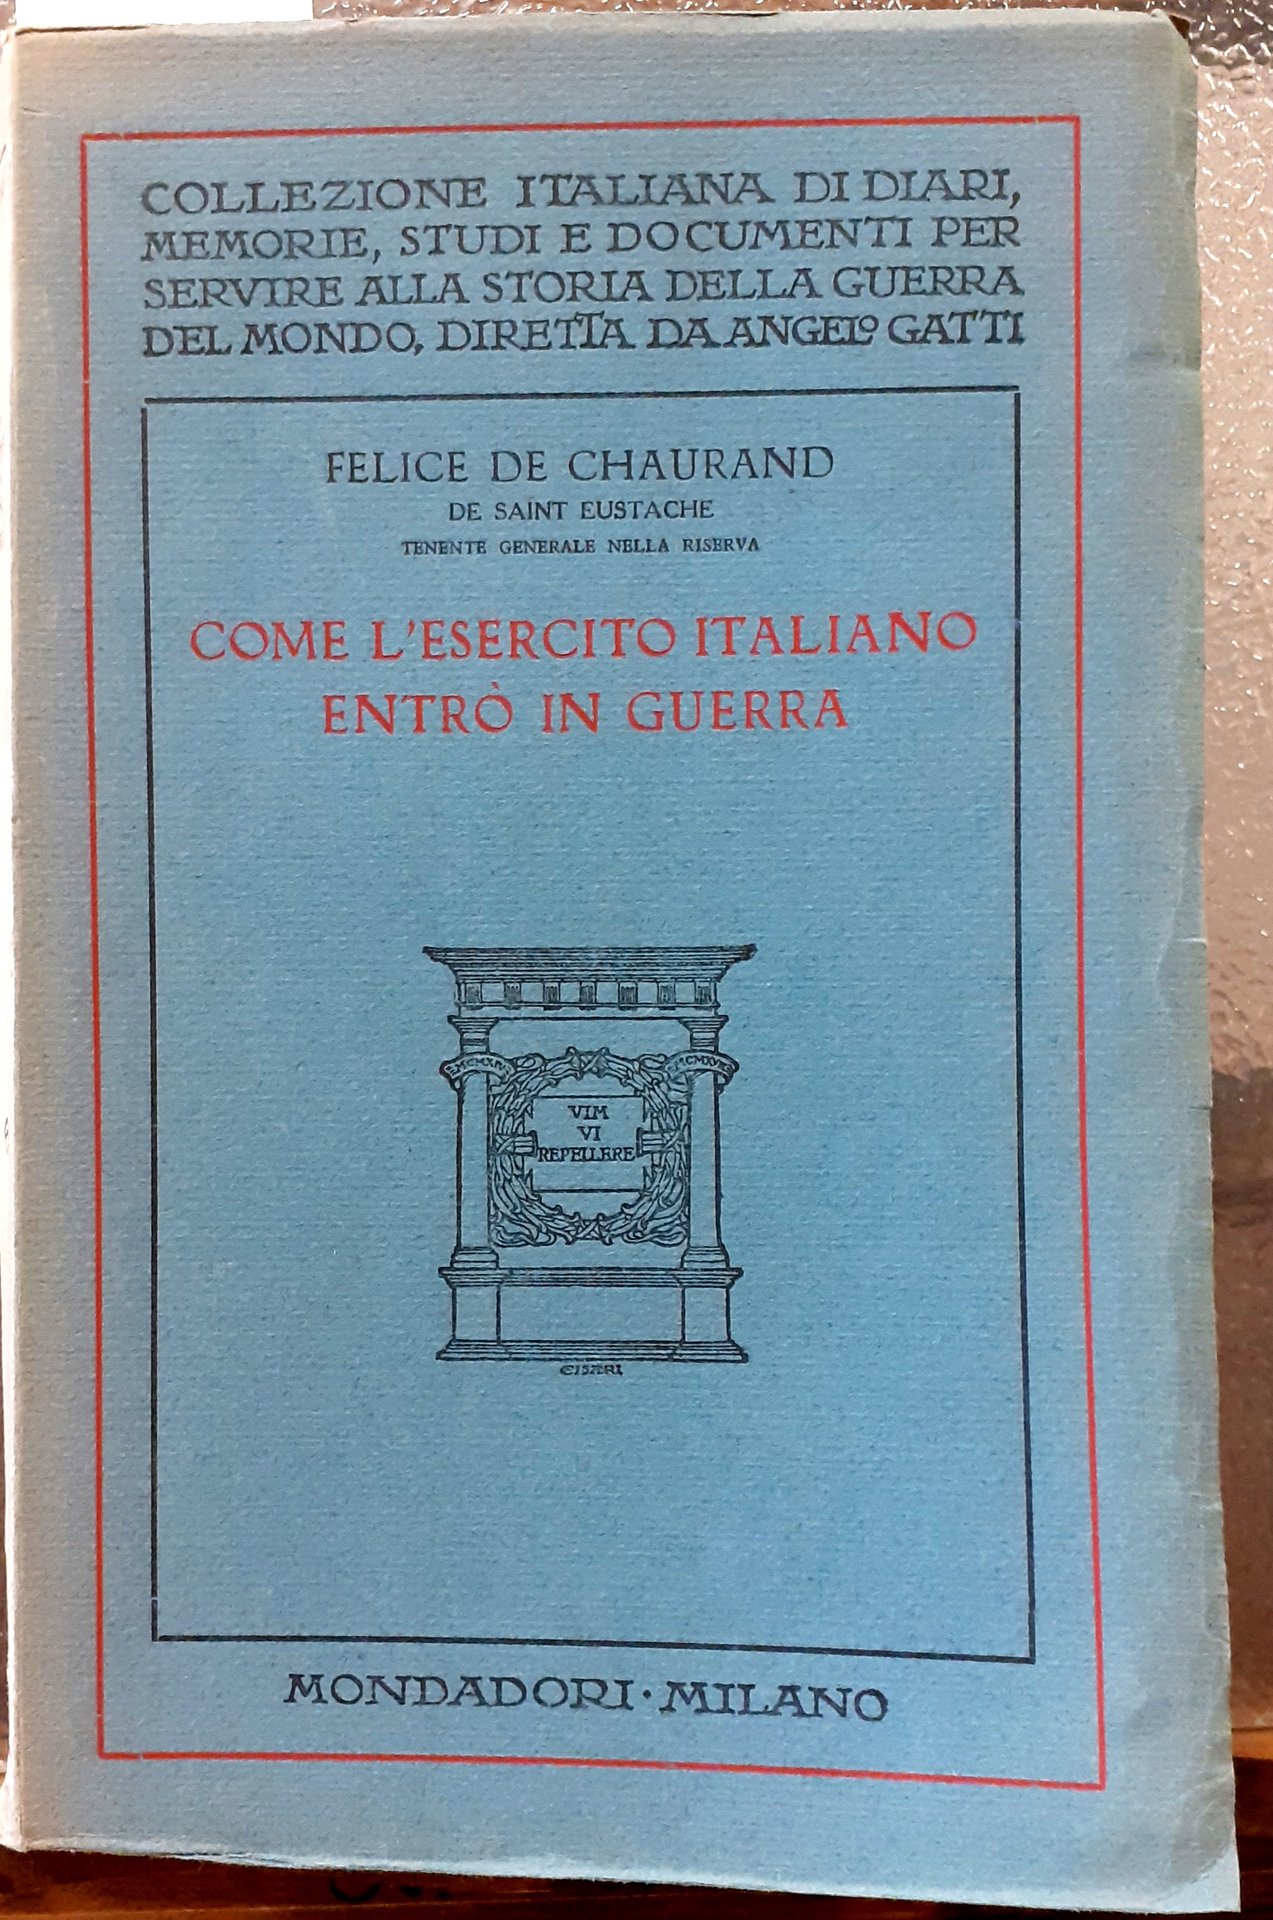 COLLEZIONE ITALIANA DI DIARI,
MEMORIE, STUDI E DOCUMENTI PER
SERVIRE ALLA STORIA DELLA GUERRA
DEL MONDO, DIRETTA DA ANGELO GATTI
FELICE DE CHAURAND
DE SAINT EUSTACHE
TENENTE GENERALE NELLA RISERVA
COME L'ESERCITO ITALIANO
ENTRÒ IN GUERRA
VIM
VI
REPELLERE
CISARI
MONDADORI · MILANO